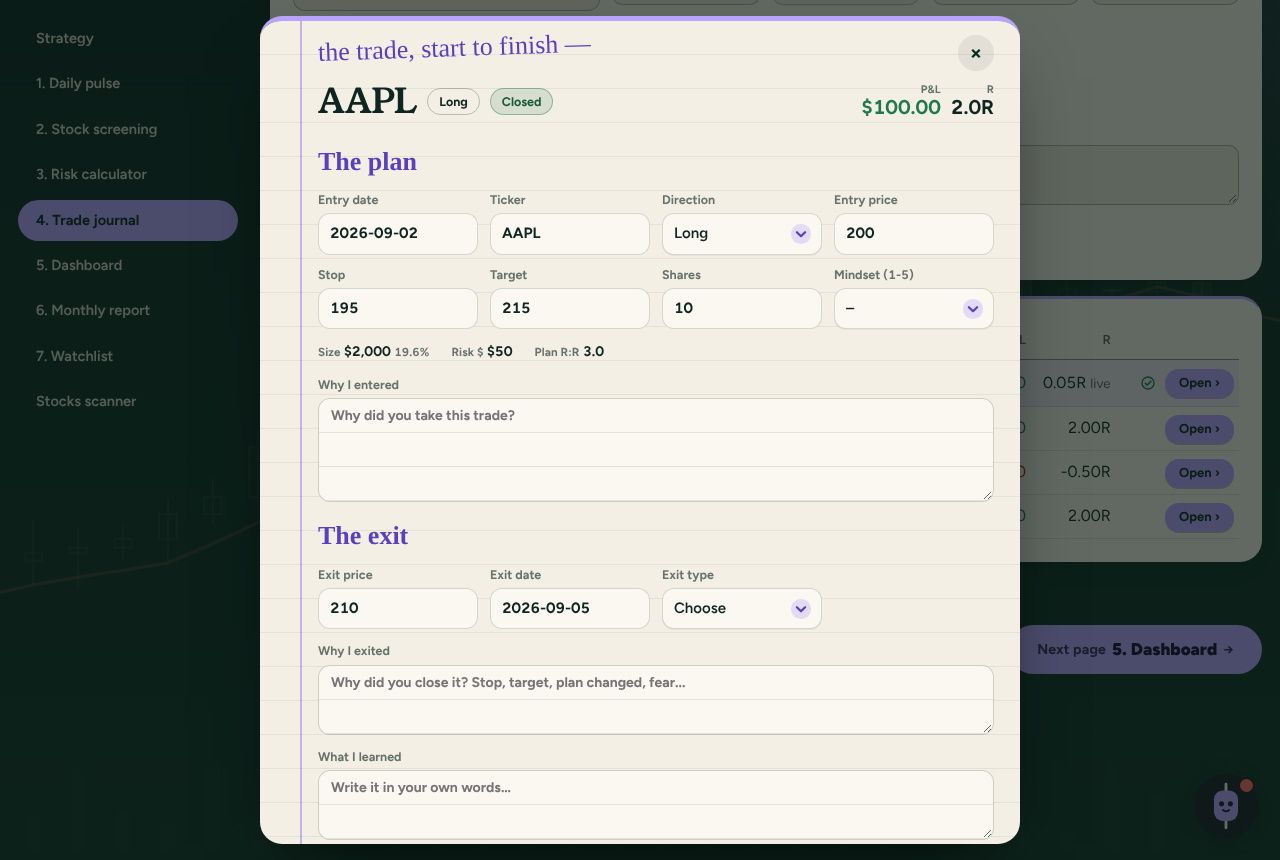 Strategy
1. Daily pulse
2. Stock screening
3. Risk calculator
4. Trade journal
5. Dashboard
6. Monthly report
7. Watchlist
Stocks scanner
the trade, start to finish —
×
AAPL Long Closed
P&L R
$100.00 2.0R
The plan
Entry date Ticker Direction Entry price
2026-09-02 AAPL Long 200
Stop Target Shares Mindset (1-5)
195 215 10 –
Size $2,000 19.6% Risk $ $50 Plan R:R 3.0
Why I entered
Why did you take this trade?
The exit
Exit price Exit date Exit type
210 2026-09-05 Choose
Why I exited
Why did you close it? Stop, target, plan changed, fear...
What I learned
Write it in your own words...
L R
0 0.05R live Open ›
0 2.00R Open ›
0 -0.50R Open ›
0 2.00R Open ›
Next page 5. Dashboard →